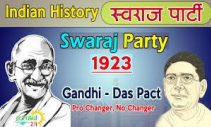 Indian History स्वराज पार्टी
Swaraj Party
1923
Gandhi - Das Pact
Pro Changer, No Changer